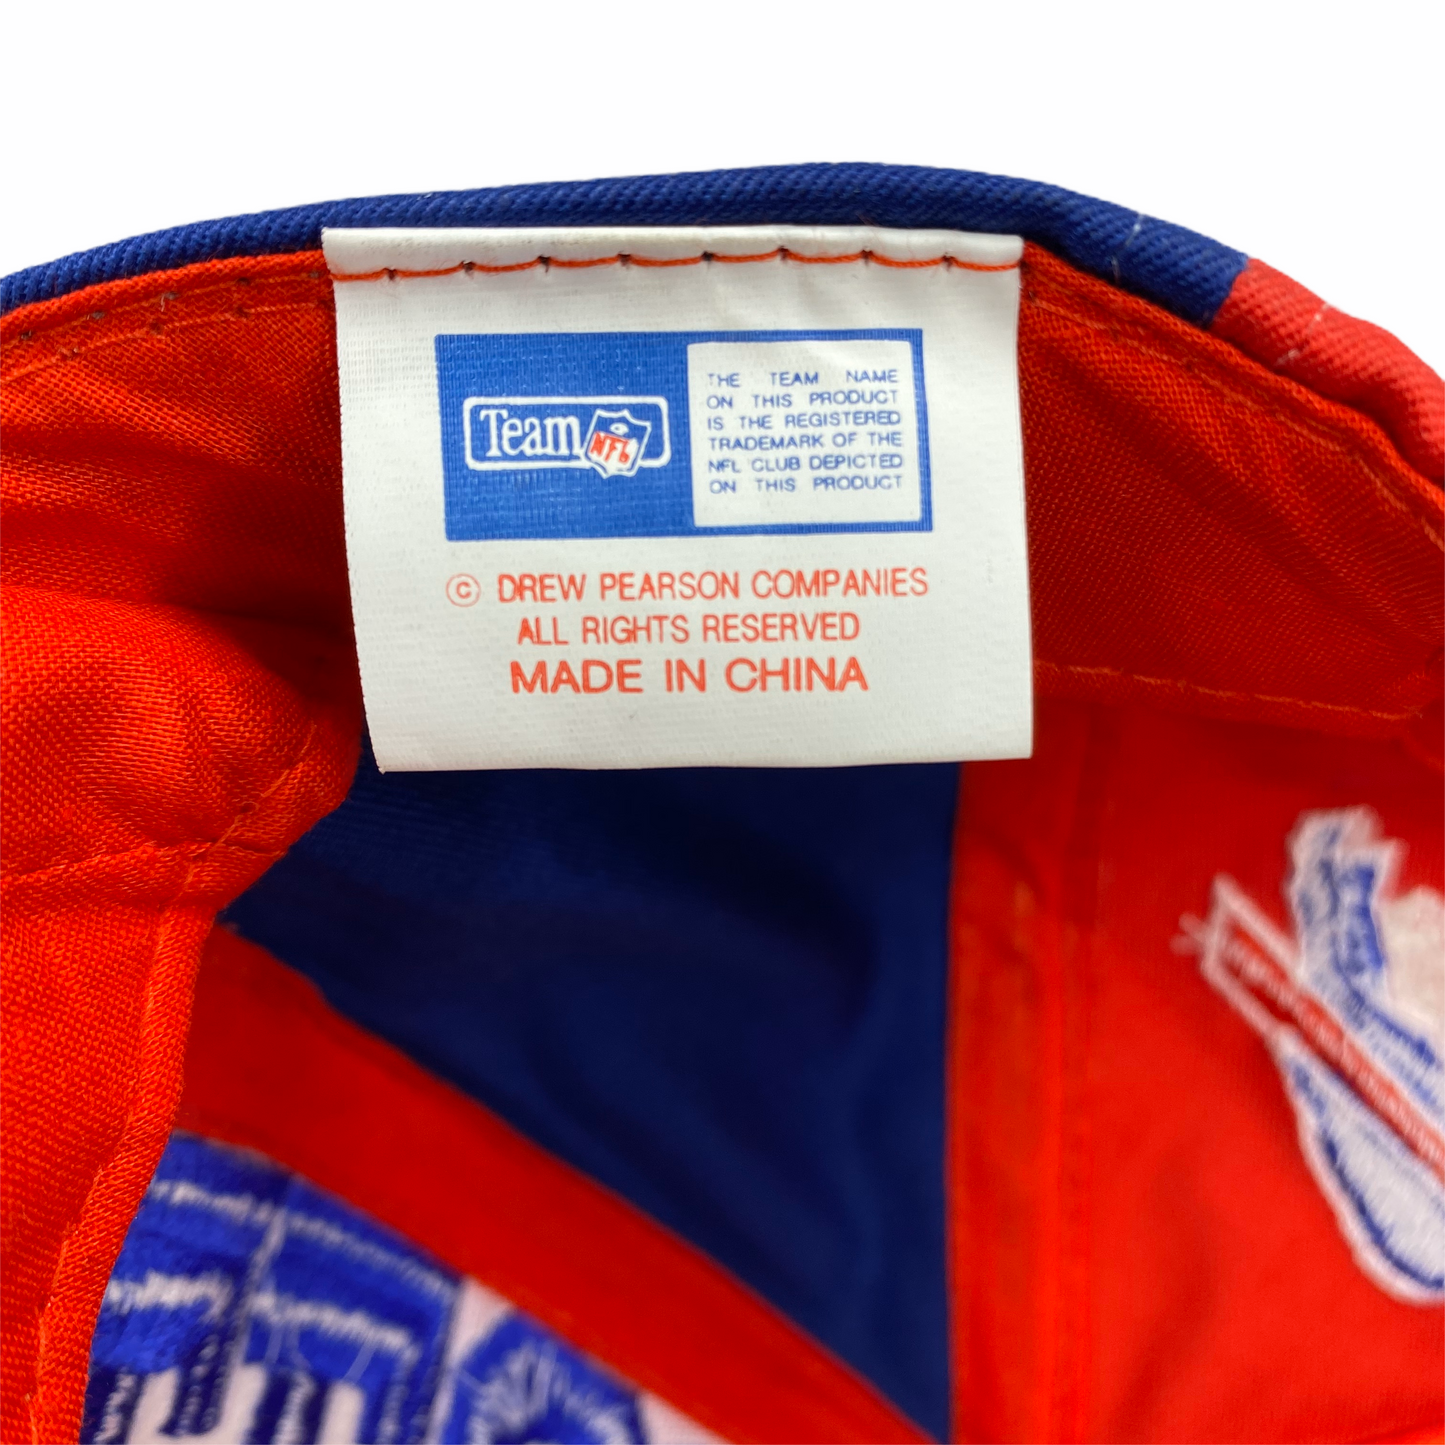 Team NFL
THE TEAM NAME
ON THIS PRODUCT
IS THE REGISTERED
TRADEMARK OF THE
NFL CLUB DEPICTED
ON THIS PRODUCT
© DREW PEARSON COMPANIES
ALL RIGHTS RESERVED
MADE IN CHINA